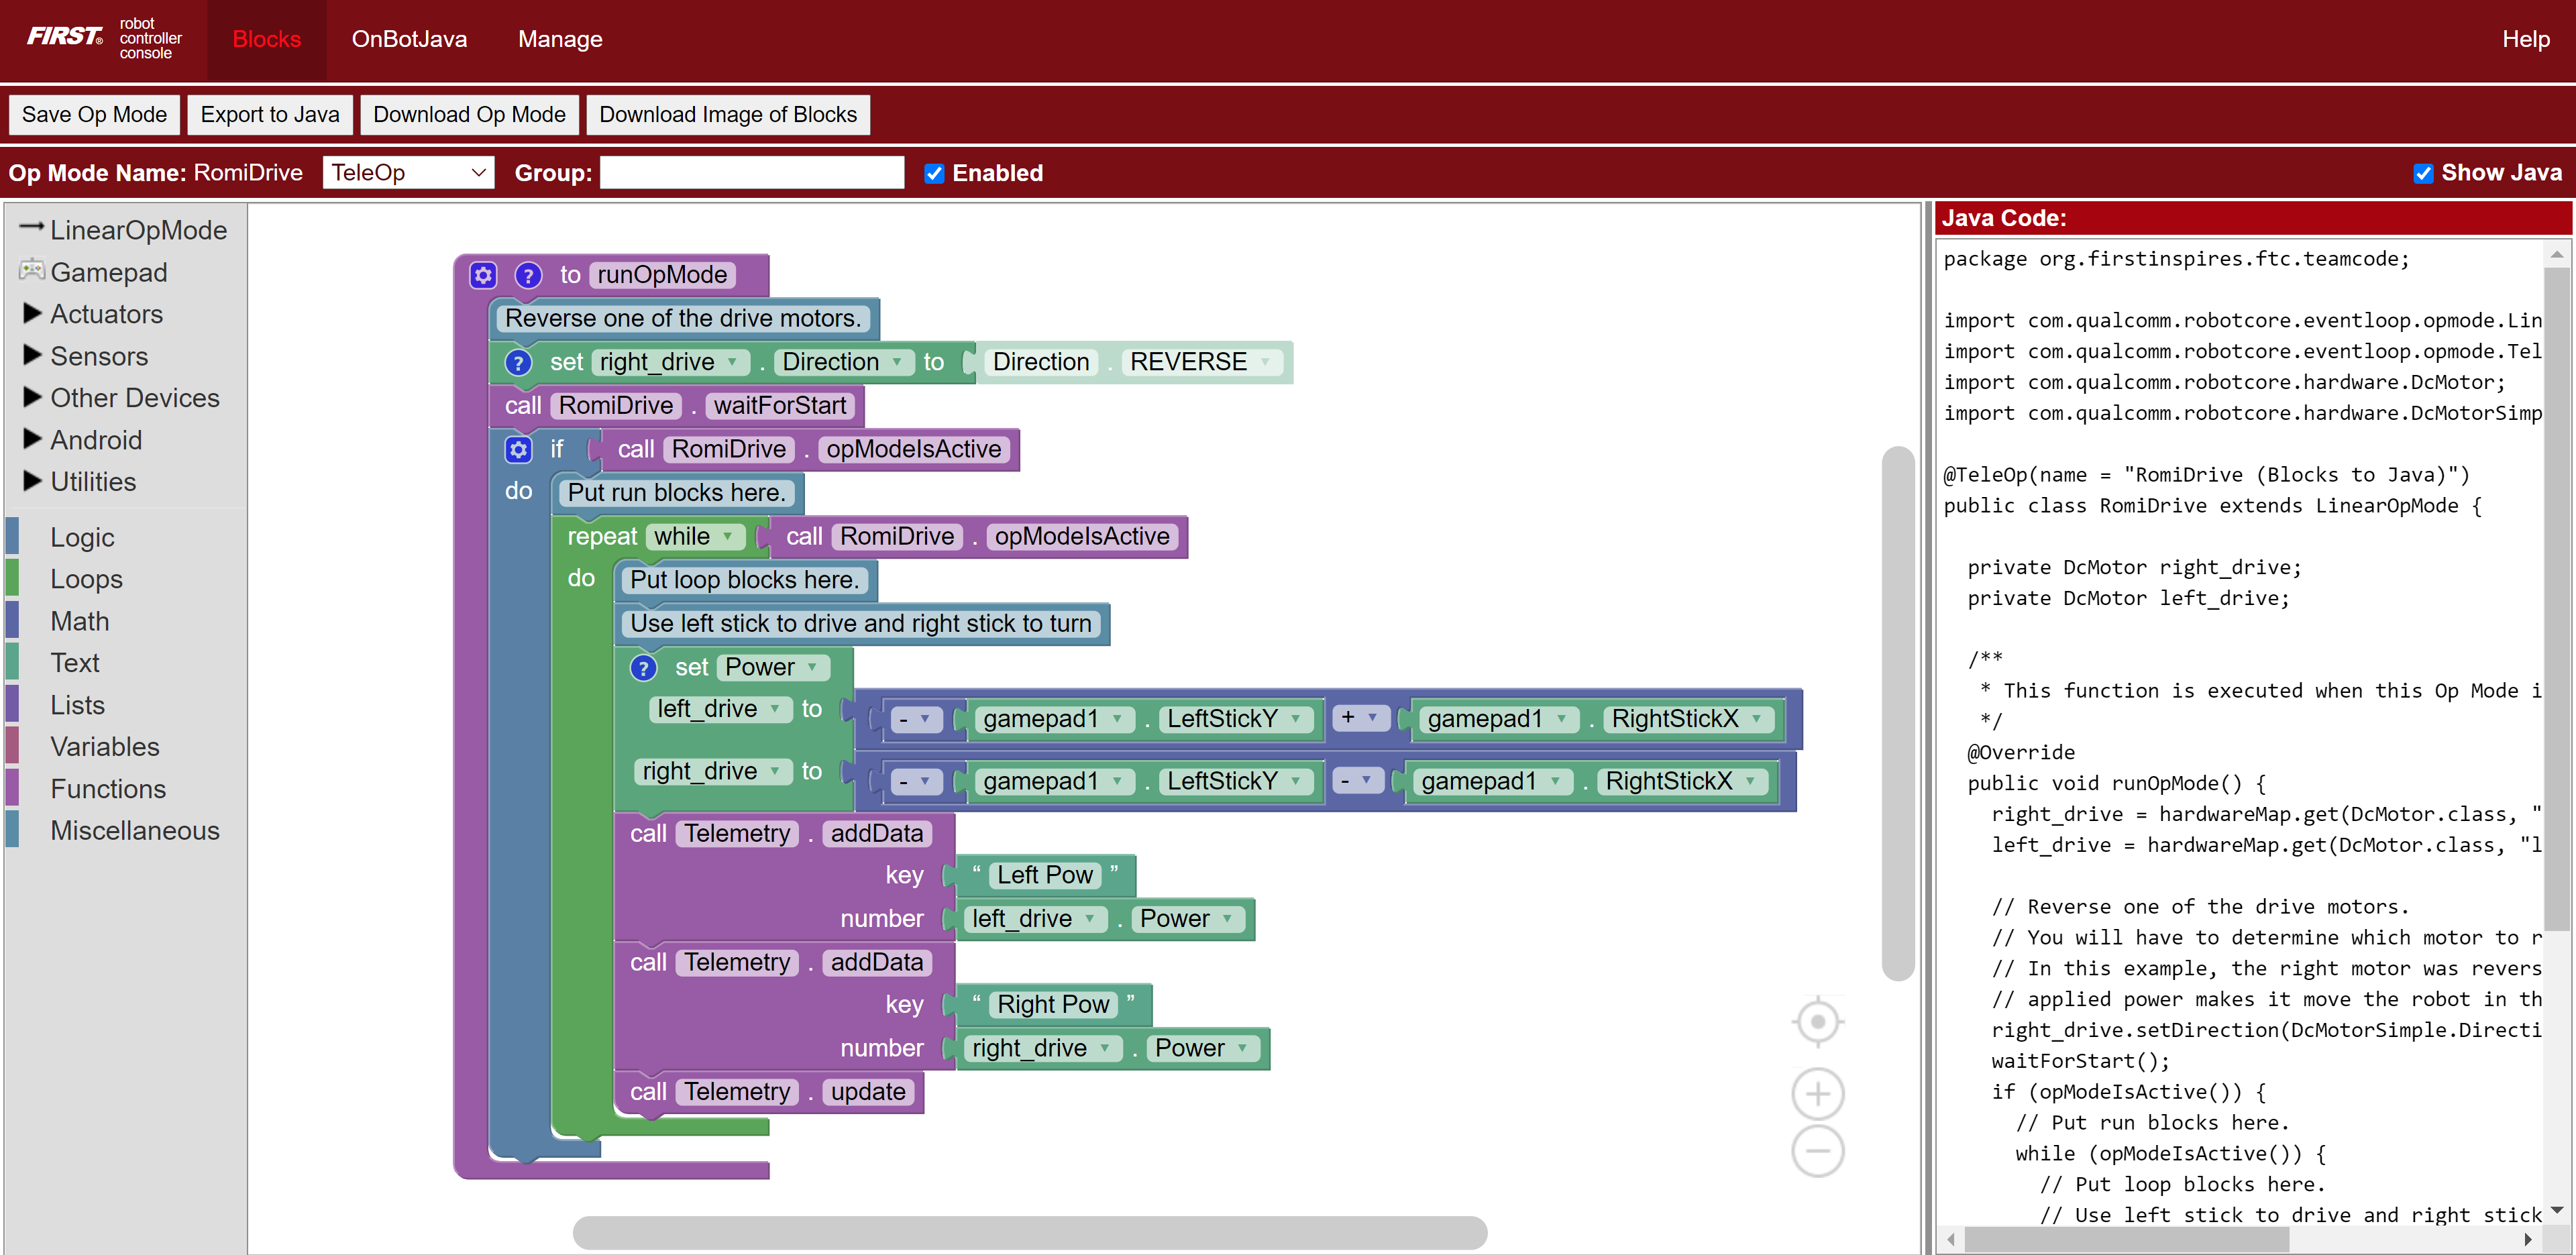 FIRST® robot controller console Blocks OnBotJava Manage Help
Save Op Mode Export to Java Download Op Mode Download Image of Blocks
Op Mode Name: RomiDrive TeleOp Group: Enabled Show Java
LinearOpMode
Gamepad
Actuators
Sensors
Other Devices
Android
Utilities
Logic
Loops
Math
Text
Lists
Variables
Functions
Miscellaneous
? to runOpMode
Reverse one of the drive motors.
? set right_drive . Direction to Direction . REVERSE
call RomiDrive . waitForStart
if call RomiDrive . opModeIsActive
do Put run blocks here.
repeat while call RomiDrive . opModeIsActive
do Put loop blocks here.
Use left stick to drive and right stick to turn
? set Power
left_drive to - gamepad1 . LeftStickY + gamepad1 . RightStickX
right_drive to - gamepad1 . LeftStickY - gamepad1 . RightStickX
call Telemetry . addData
key “ Left Pow ”
number left_drive . Power
call Telemetry . addData
key “ Right Pow ”
number right_drive . Power
call Telemetry . update
Java Code:
package org.firstinspires.ftc.teamcode;
import com.qualcomm.robotcore.eventloop.opmode.Lin
import com.qualcomm.robotcore.eventloop.opmode.Tel
import com.qualcomm.robotcore.hardware.DcMotor;
import com.qualcomm.robotcore.hardware.DcMotorSimp
@TeleOp(name = "RomiDrive (Blocks to Java)")
public class RomiDrive extends LinearOpMode {
private DcMotor right_drive;
private DcMotor left_drive;
/**
* This function is executed when this Op Mode i
*/
@Override
public void runOpMode() {
right_drive = hardwareMap.get(DcMotor.class, "
left_drive = hardwareMap.get(DcMotor.class, "l
// Reverse one of the drive motors.
// You will have to determine which motor to r
// In this example, the right motor was revers
// applied power makes it move the robot in th
right_drive.setDirection(DcMotorSimple.Directi
waitForStart();
if (opModeIsActive()) {
// Put run blocks here.
while (opModeIsActive()) {
// Put loop blocks here.
// Use left stick to drive and right stick